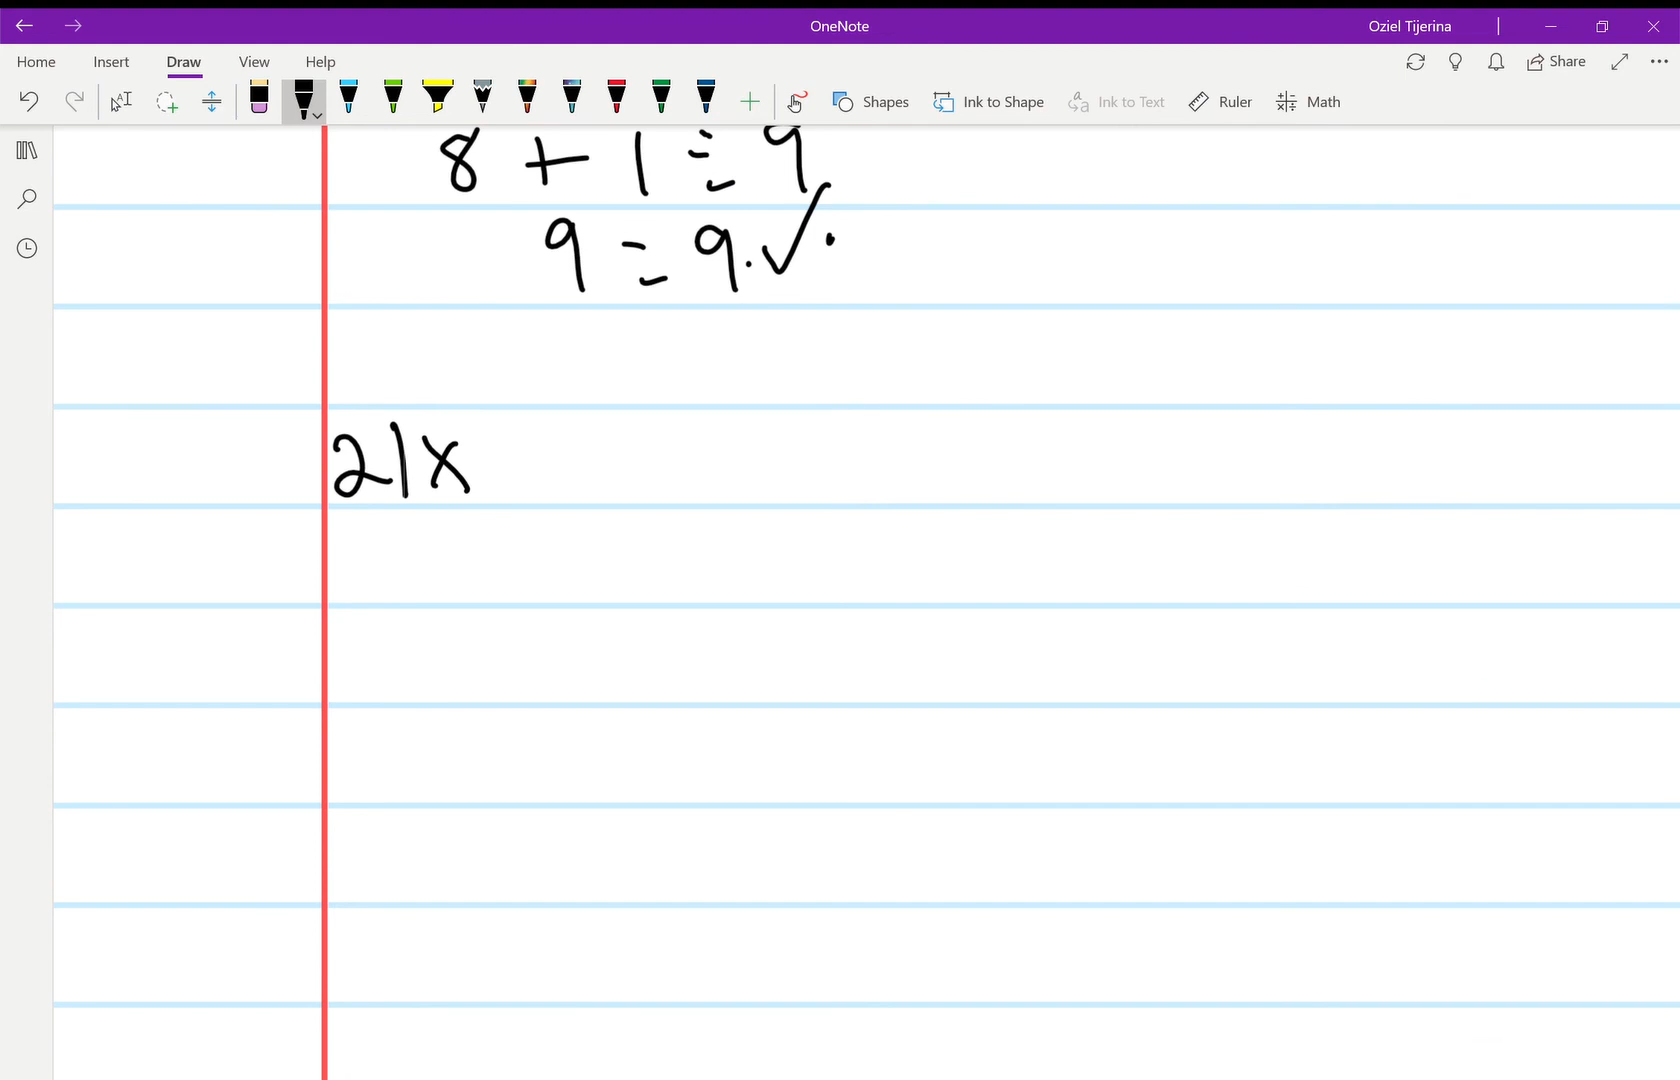 OneNote
Oziel Tijerina
Home Insert Draw View Help
Share
Shapes Ink to Shape Ink to Text Ruler Math
8 + 1 = 9
9 = 9. ✓.
21x